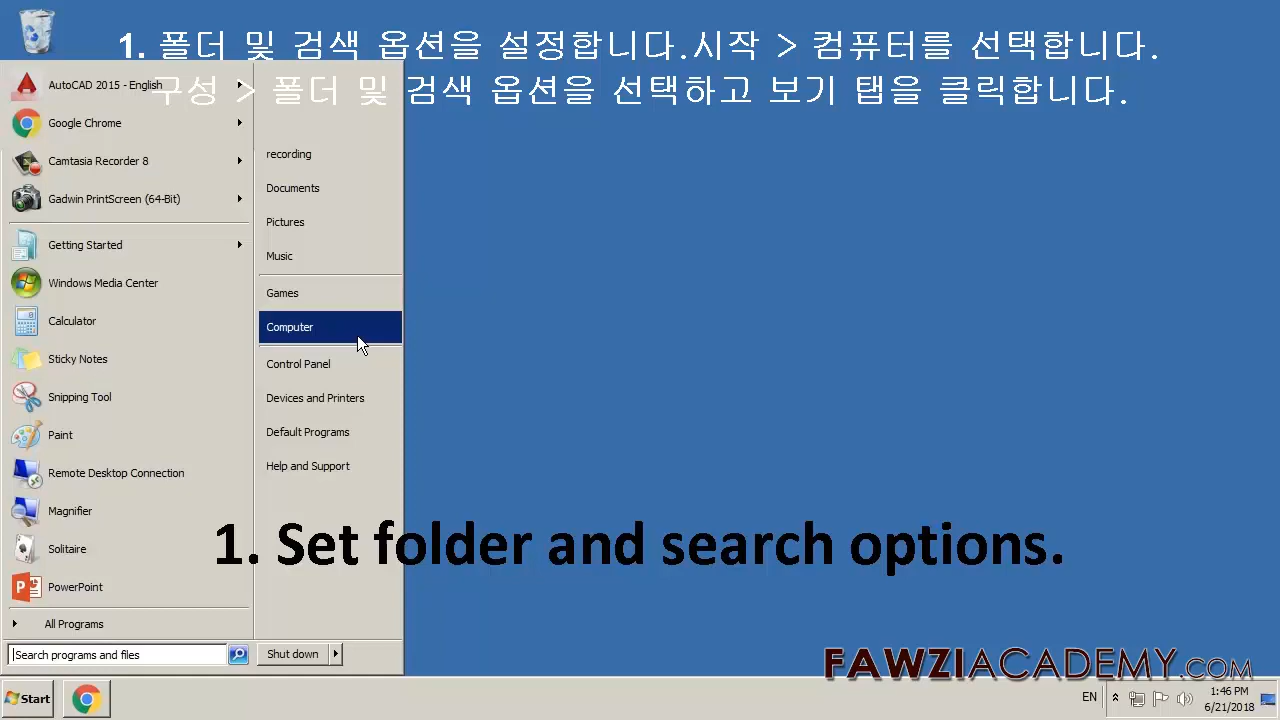 1. 폴더 및 검색 옵션을 설정합니다.시작 > 컴퓨터를 선택합니다.
구성 > 폴더 및 검색 옵션을 선택하고 보기 탭을 클릭합니다.
AutoCAD 2015 - English
Google Chrome
Camtasia Recorder 8
Gadwin PrintScreen (64-Bit)
Getting Started
Windows Media Center
Calculator
Sticky Notes
Snipping Tool
Paint
Remote Desktop Connection
Magnifier
Solitaire
PowerPoint
All Programs
Search programs and files
recording
Documents
Pictures
Music
Games
Computer
Control Panel
Devices and Printers
Default Programs
Help and Support
Shut down
1. Set folder and search options.
FAWZIACADEMY.COM
Start
EN
1:46 PM
6/21/2018